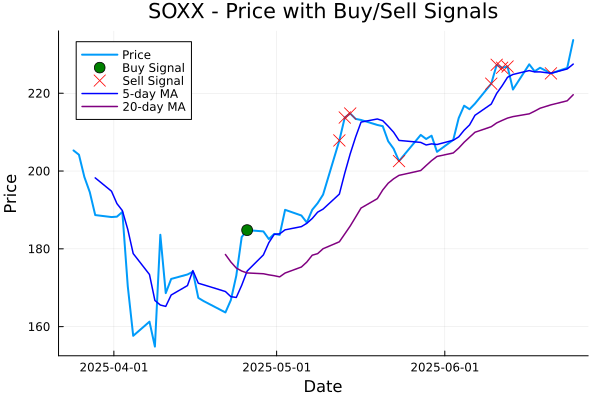 SOXX - Price with Buy/Sell Signals
Price
Buy Signal
Sell Signal
5-day MA
20-day MA
220
200
180
160
Price
2025-04-01
2025-05-01
2025-06-01
Date